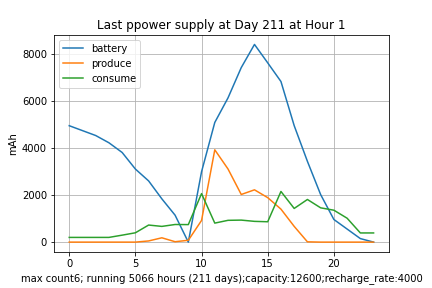 Last ppower supply at Day 211 at Hour 1
battery
produce
consume
mAh
8000
6000
4000
2000
0
0 5 10 15 20
max count6; running 5066 hours (211 days);capacity:12600;recharge_rate:4000